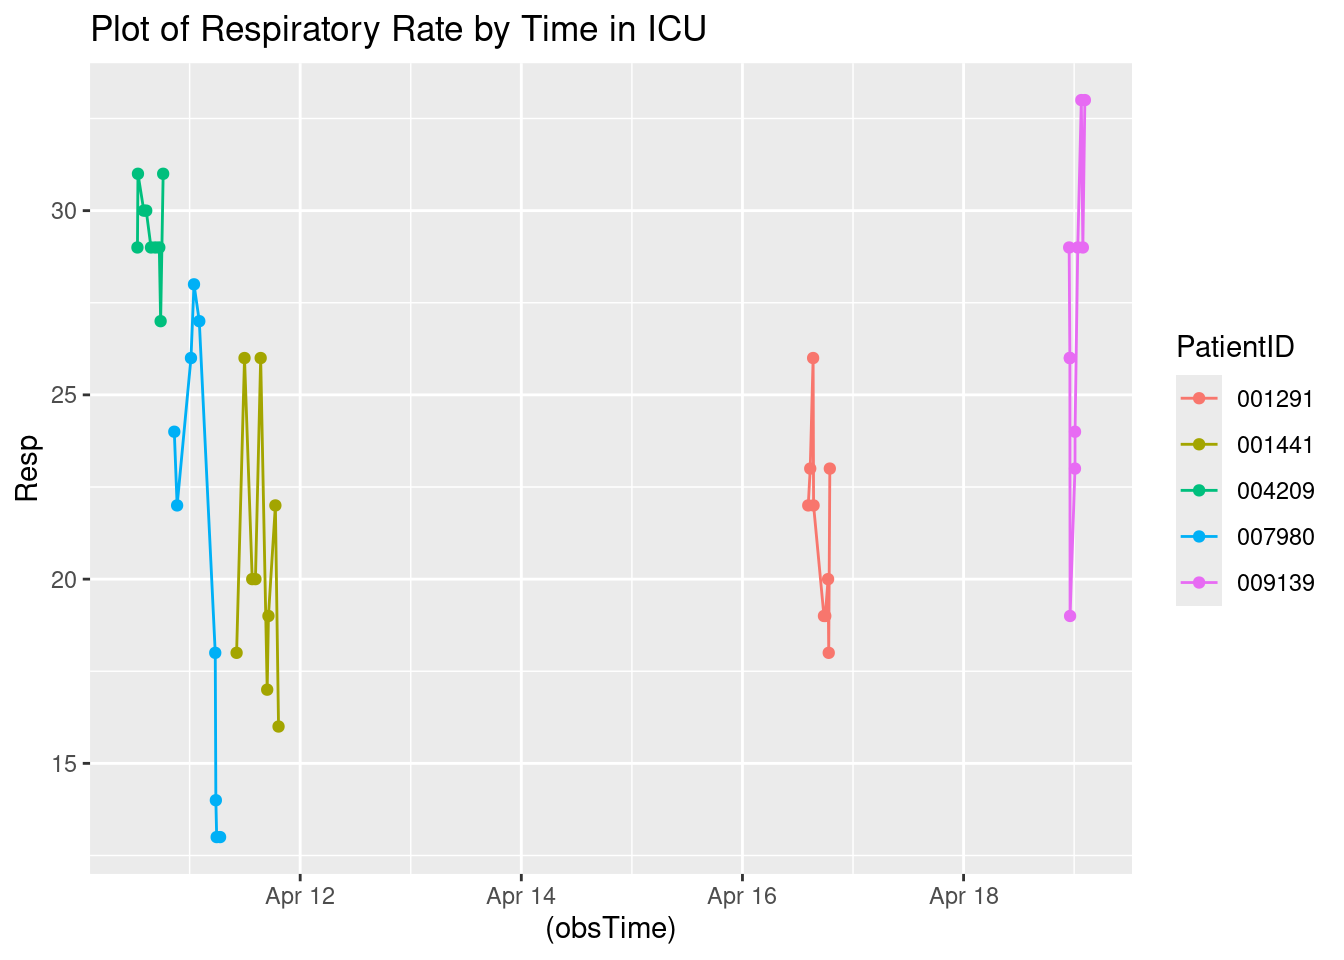 Plot of Respiratory Rate by Time in ICU
Resp
30
25
20
15
Apr 12
Apr 14
Apr 16
Apr 18
(obsTime)
PatientID
001291
001441
004209
007980
009139